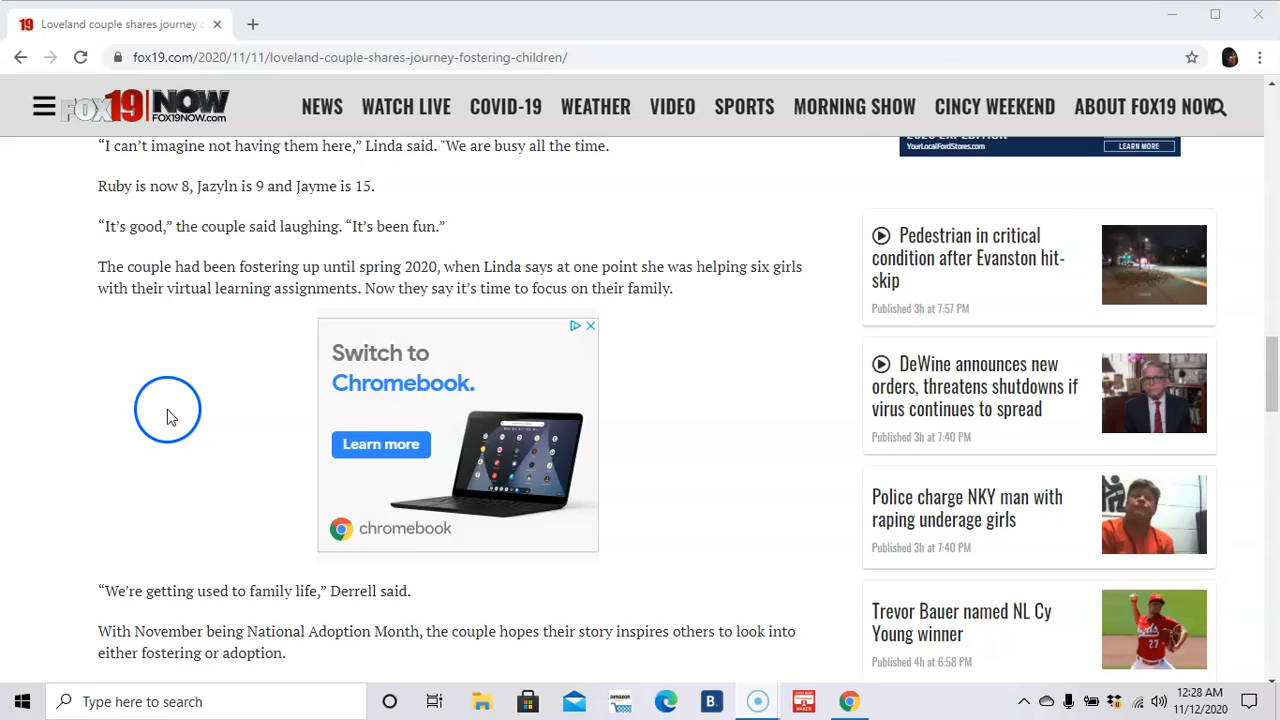 19 Loveland couple shares journey
fox19.com/2020/11/11/loveland-couple-shares-journey-fostering-children/
FOX19 NOW
FOX19NOW.com
NEWS WATCH LIVE COVID-19 WEATHER VIDEO SPORTS MORNING SHOW CINCY WEEKEND ABOUT FOX19 NOW
“I can’t imagine not having them here,” Linda said. "We are busy all the time.
Ruby is now 8, Jazyln is 9 and Jayme is 15.
“It’s good,” the couple said laughing. “It’s been fun.”
The couple had been fostering up until spring 2020, when Linda says at one point she was helping six girls
with their virtual learning assignments. Now they say it’s time to focus on their family.
Switch to
Chromebook.
Learn more
chromebook
“We’re getting used to family life,” Derrell said.
With November being National Adoption Month, the couple hopes their story inspires others to look into
either fostering or adoption.
YourLocalFordStores.com LEARN MORE
Pedestrian in critical
condition after Evanston hit-
skip
Published 3h at 7:57 PM
DeWine announces new
orders, threatens shutdowns if
virus continues to spread
Published 3h at 7:40 PM
Police charge NKY man with
raping underage girls
Published 3h at 7:40 PM
Trevor Bauer named NL Cy
Young winner
Published 4h at 6:58 PM
27
Type here to search
amazon
B.
12:28 AM
11/12/2020